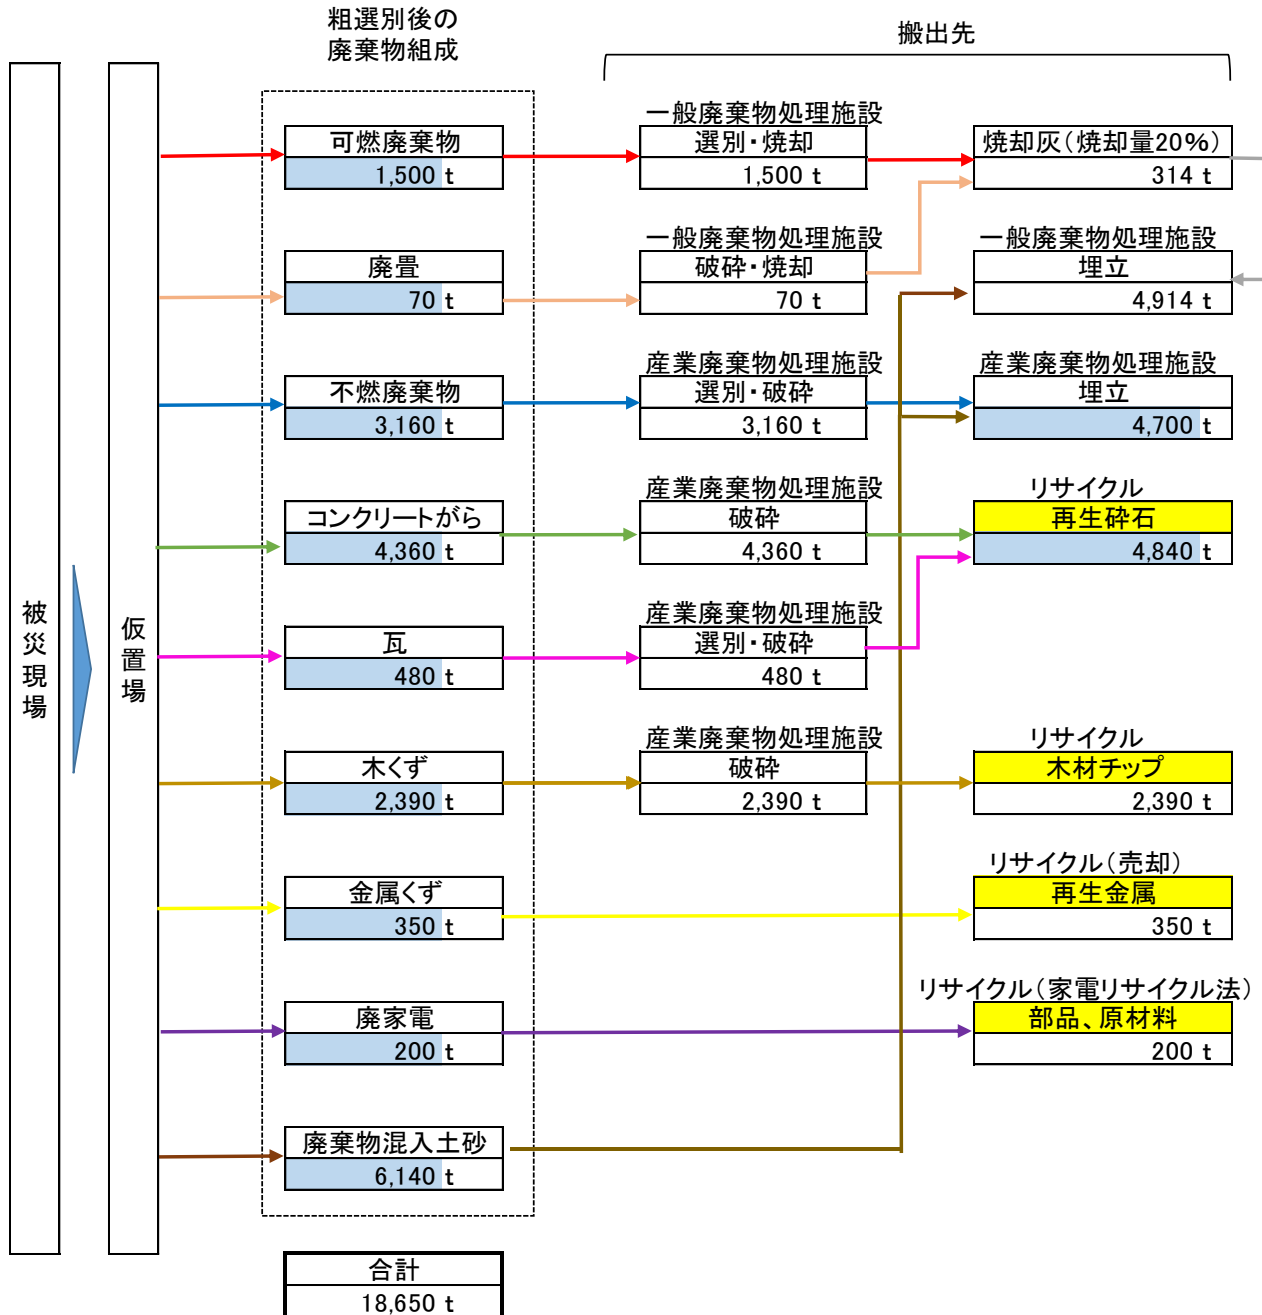 粗選別後の
廃棄物組成
搬出先
被災現場
仮置場
可燃廃棄物
1,500 t
一般廃棄物処理施設
選別・焼却
1,500 t
焼却灰(焼却量20%)
314 t
廃畳
70 t
一般廃棄物処理施設
破砕・焼却
70 t
一般廃棄物処理施設
埋立
4,914 t
不燃廃棄物
3,160 t
産業廃棄物処理施設
選別・破砕
3,160 t
産業廃棄物処理施設
埋立
4,700 t
コンクリートがら
4,360 t
産業廃棄物処理施設
破砕
4,360 t
リサイクル
再生砕石
4,840 t
瓦
480 t
産業廃棄物処理施設
選別・破砕
480 t
木くず
2,390 t
産業廃棄物処理施設
破砕
2,390 t
リサイクル
木材チップ
2,390 t
金属くず
350 t
リサイクル(売却)
再生金属
350 t
廃家電
200 t
リサイクル(家電リサイクル法)
部品、原材料
200 t
廃棄物混入土砂
6,140 t
合計
18,650 t